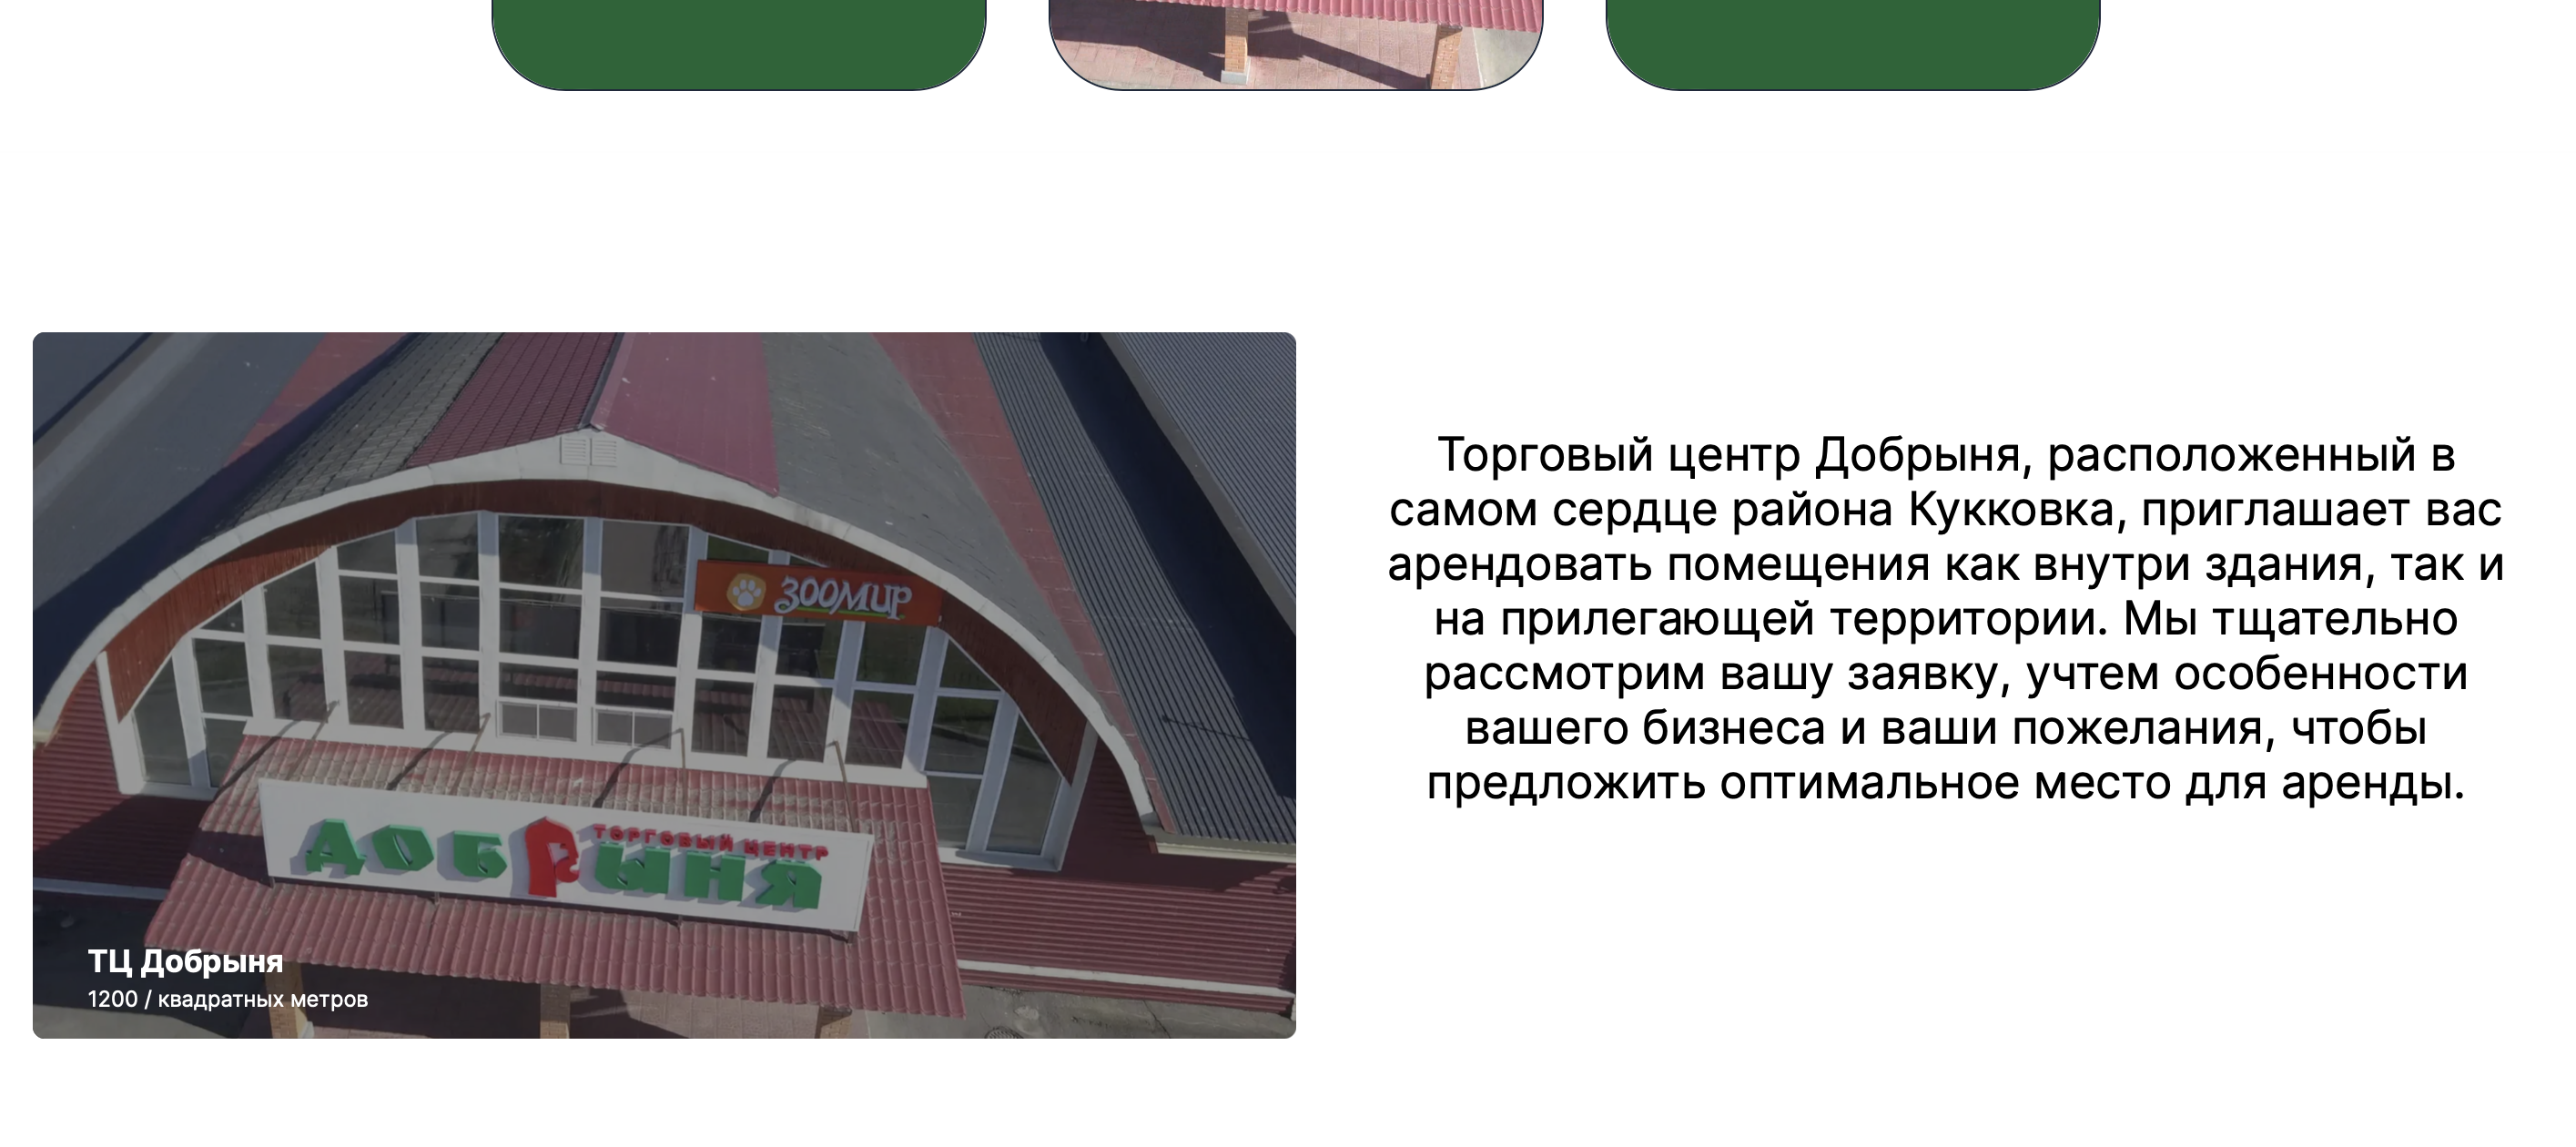 ЗООМИР
ТОРГОВЫЙ ЦЕНТР
ДОБРЫНЯ
ТЦ Добрыня
1200 / квадратных метров
Торговый центр Добрыня, расположенный в
самом сердце района Кукковка, приглашает вас
арендовать помещения как внутри здания, так и
на прилегающей территории. Мы тщательно
рассмотрим вашу заявку, учтем особенности
вашего бизнеса и ваши пожелания, чтобы
предложить оптимальное место для аренды.